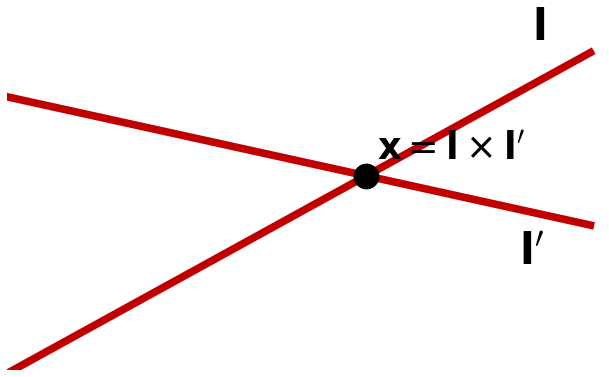 l
x = l × l′
l′